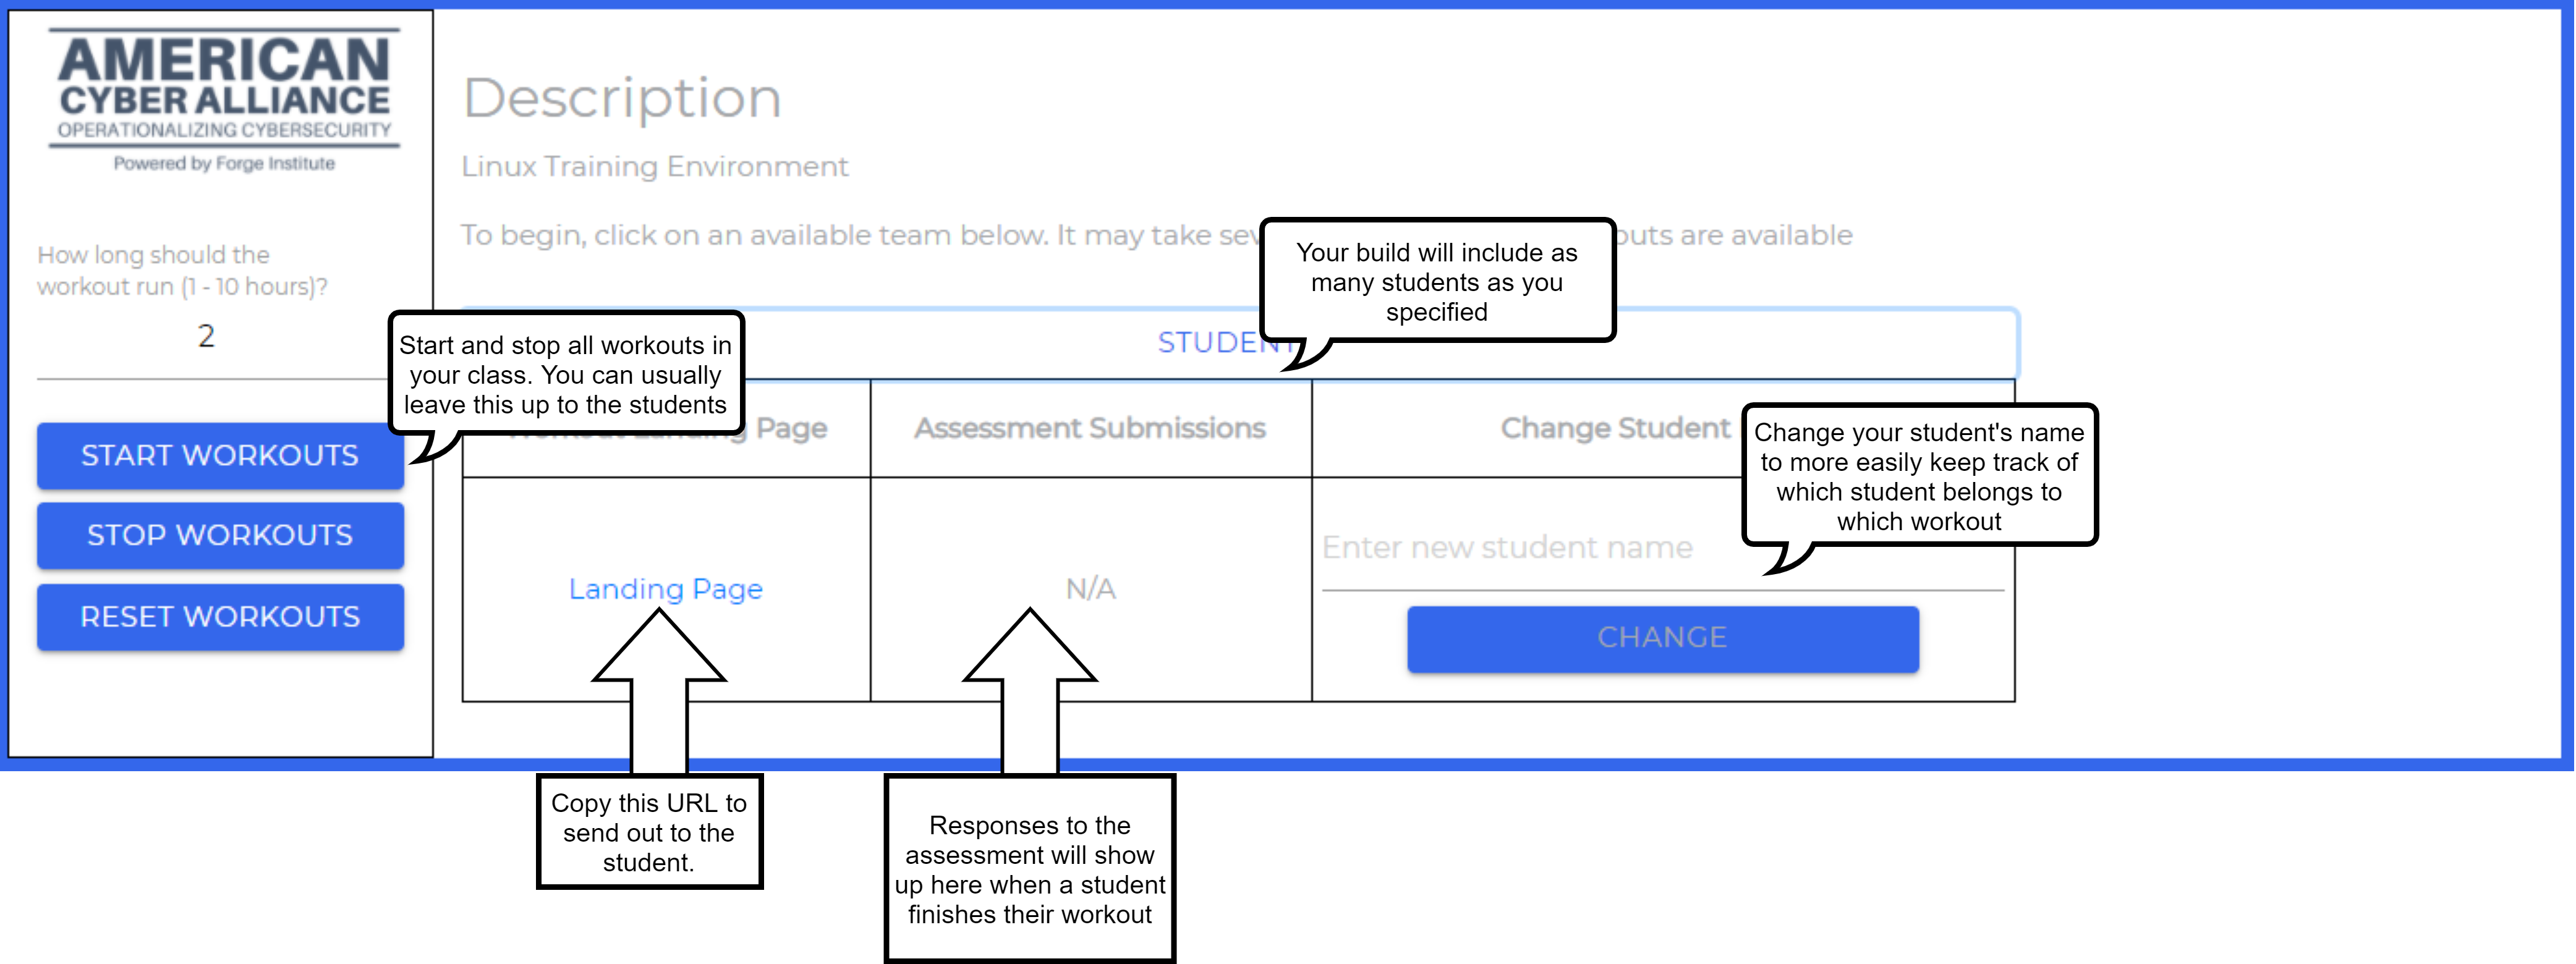 AMERICAN
CYBER ALLIANCE
OPERATIONALIZING CYBERSECURITY
Powered by Forge Institute
How long should the
workout run (1 - 10 hours)?
2
START WORKOUTS
STOP WORKOUTS
RESET WORKOUTS
Description
Linux Training Environment
To begin, click on an available team below. It may take
are available
Your build will include as
many students as you
specified
STUDENT
Start and stop all workouts in
your class. You can usually
leave this up to the students
Page
Assessment Submissions
Change Student
Change your student's name
to more easily keep track of
which student belongs to
which workout
Landing Page
N/A
Enter new student name
CHANGE
Copy this URL to
send out to the
student.
Responses to the
assessment will show
up here when a student
finishes their workout